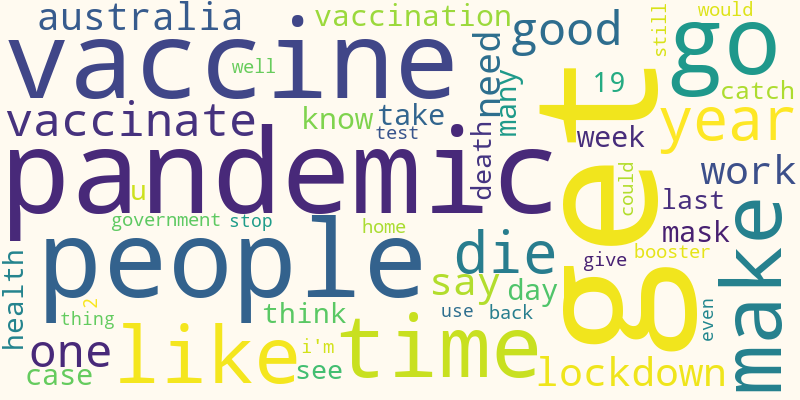 australia
vaccination
vaccine
well
need
good
still
would
go
vaccinate
know
take
test
many
19
catch
year
pandemic
death
get
week
work
u
could
last
government
stop
home
mask
people
die
give
booster
make
health
say
day
2
thing
think
use
back
even
one
like
i'm
time
case
see
lockdown